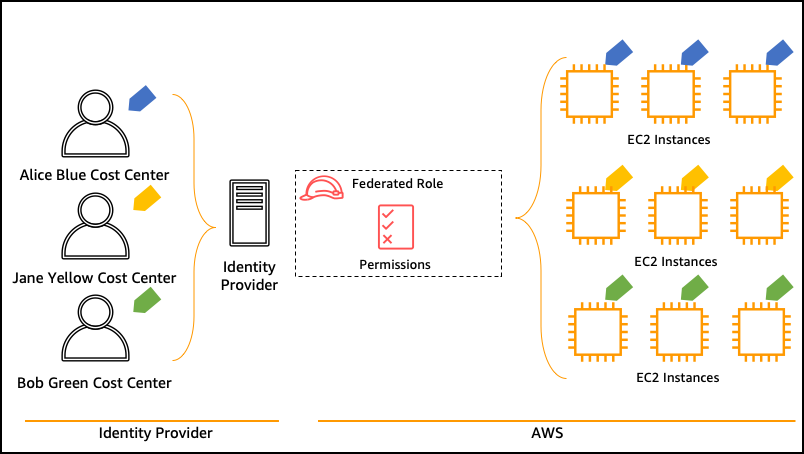 Alice Blue Cost Center
Jane Yellow Cost Center
Bob Green Cost Center
Identity
Provider
Federated Role
Permissions
EC2 Instances
EC2 Instances
EC2 Instances
Identity Provider
AWS